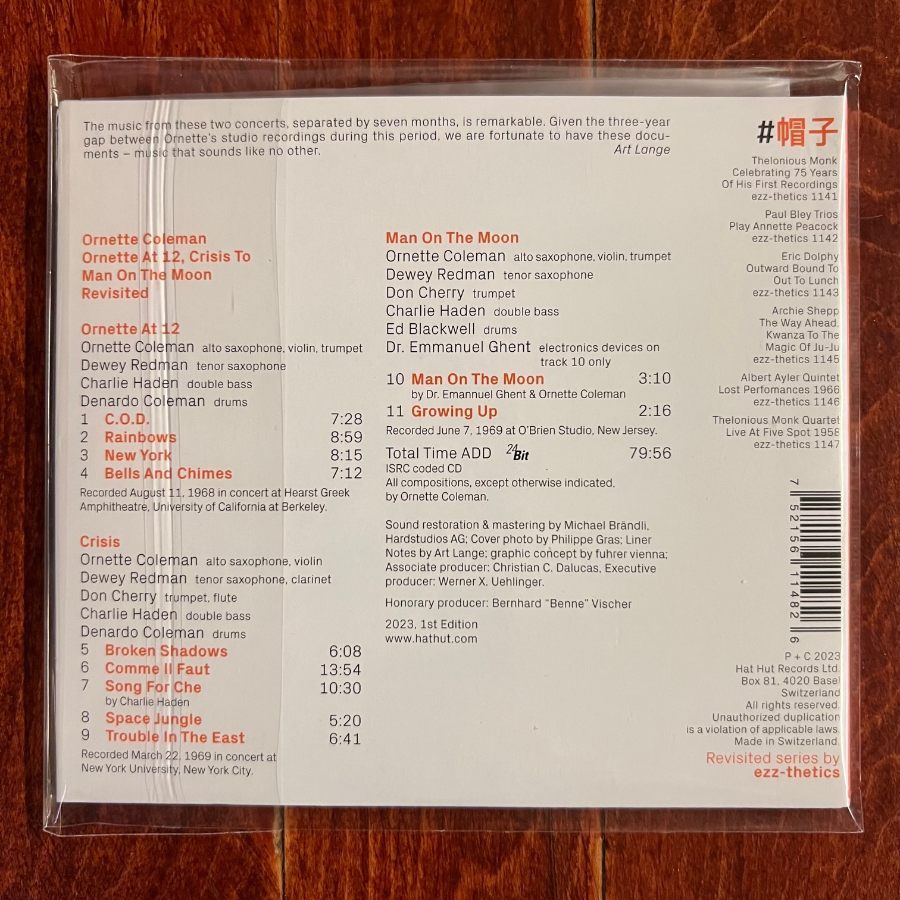 The music from these two concerts, separated by seven months, is remarkable. Given the three-year
gap between Ornette's studio recordings during this period, we are fortunate to have these docu-
ments – music that sounds like no other.
Art Lange
Ornette Coleman
Ornette At 12, Crisis To
Man On The Moon
Revisited
Ornette At 12
Ornette Coleman alto saxophone, violin, trumpet
Dewey Redman tenor saxophone
Charlie Haden double bass
Denardo Coleman drums
1 C.O.D. 7:28
2 Rainbows 8:59
3 New York 8:15
4 Bells And Chimes 7:12
Recorded August 11, 1968 in concert at Hearst Greek
Amphitheatre, University of California at Berkeley.
Crisis
Ornette Coleman alto saxophone, violin
Dewey Redman tenor saxophone, clarinet
Don Cherry trumpet, flute
Charlie Haden double bass
Denardo Coleman drums
5 Broken Shadows 6:08
6 Comme Il Faut 13:54
7 Song For Che 10:30
by Charlie Haden
8 Space Jungle 5:20
9 Trouble In The East 6:41
Recorded March 22, 1969 in concert at
New York University, New York City.
Man On The Moon
Ornette Coleman alto saxophone, violin, trumpet
Dewey Redman tenor saxophone
Don Cherry trumpet
Charlie Haden double bass
Ed Blackwell drums
Dr. Emmanuel Ghent electronics devices on
track 10 only
10 Man On The Moon 3:10
by Dr. Emannuel Ghent & Ornette Coleman
11 Growing Up 2:16
Recorded June 7, 1969 at O'Brien Studio, New Jersey.
Total Time ADD 24Bit 79:56
ISRC coded CD
All compositions, except otherwise indicated,
by Ornette Coleman.
Sound restoration & mastering by Michael Brändli,
Hardstudios AG; Cover photo by Philippe Gras; Liner
Notes by Art Lange; graphic concept by fuhrer vienna;
Associate producer: Christian C. Dalucas, Executive
producer: Werner X. Uehlinger.
Honorary producer: Bernhard "Benne" Vischer
2023, 1st Edition
www.hathut.com
#帽子
Thelonious Monk
Celebrating 75 Years
Of His First Recordings
ezz-thetics 1141
Paul Bley Trios
Play Annette Peacock
ezz-thetics 1142
Eric Dolphy
Outward Bound To
Out To Lunch
ezz-thetics 1143
Archie Shepp
The Way Ahead,
Kwanza To The
Magic Of Ju-Ju
ezz-thetics 1145
Albert Ayler Quintet
Lost Perfomances 1966
ezz-thetics 1146
Thelonious Monk Quartet
Live At Five Spot 1958
ezz-thetics 1147
7 52156 11482 6
P + C 2023
Hat Hut Records Ltd.
Box 81, 4020 Basel
Switzerland
All rights reserved.
Unauthorized duplication
is a violation of applicable laws.
Made in Switzerland.
Revisited series by
ezz-thetics